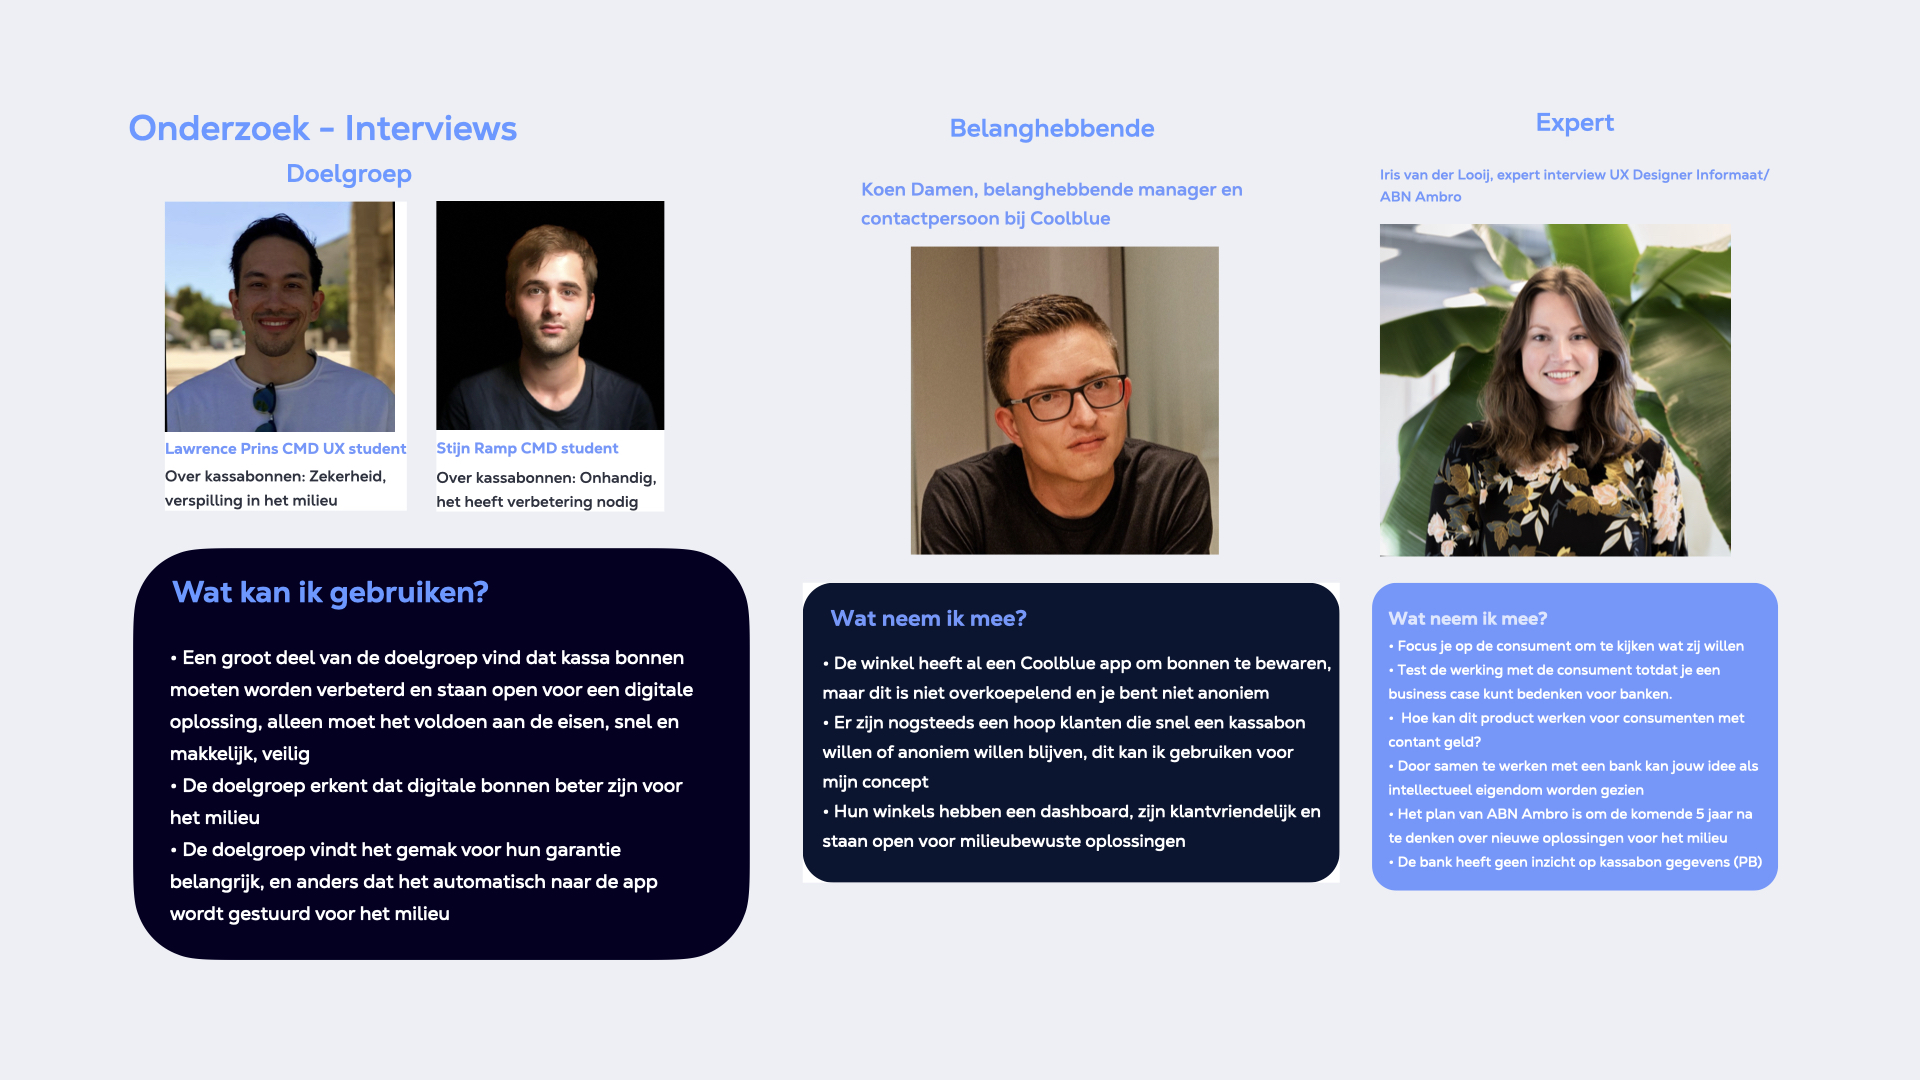 Onderzoek - Interviews
Doelgroep
Lawrence Prins CMD UX student
Over kassabonnen: Zekerheid,
verspilling in het milieu
Stijn Ramp CMD student
Over kassabonnen: Onhandig,
het heeft verbetering nodig
Wat kan ik gebruiken?
• Een groot deel van de doelgroep vind dat kassa bonnen
moeten worden verbeterd en staan open voor een digitale
oplossing, alleen moet het voldoen aan de eisen, snel en
makkelijk, veilig
• De doelgroep erkent dat digitale bonnen beter zijn voor
het milieu
• De doelgroep vindt het gemak voor hun garantie
belangrijk, en anders dat het automatisch naar de app
wordt gestuurd voor het milieu
Belanghebbende
Koen Damen, belanghebbende manager en
contactpersoon bij Coolblue
Wat neem ik mee?
• De winkel heeft al een Coolblue app om bonnen te bewaren,
maar dit is niet overkoepelend en je bent niet anoniem
• Er zijn nogsteeds een hoop klanten die snel een kassabon
willen of anoniem willen blijven, dit kan ik gebruiken voor
mijn concept
• Hun winkels hebben een dashboard, zijn klantvriendelijk en
staan open voor milieubewuste oplossingen
Expert
Iris van der Looij, expert interview UX Designer Informaat/
ABN Ambro
Wat neem ik mee?
• Focus je op de consument om te kijken wat zij willen
• Test de werking met de consument totdat je een
business case kunt bedenken voor banken.
• Hoe kan dit product werken voor consumenten met
contant geld?
• Door samen te werken met een bank kan jouw idee als
intellectueel eigendom worden gezien
• Het plan van ABN Ambro is om de komende 5 jaar na
te denken over nieuwe oplossingen voor het milieu
• De bank heeft geen inzicht op kassabon gegevens (PB)